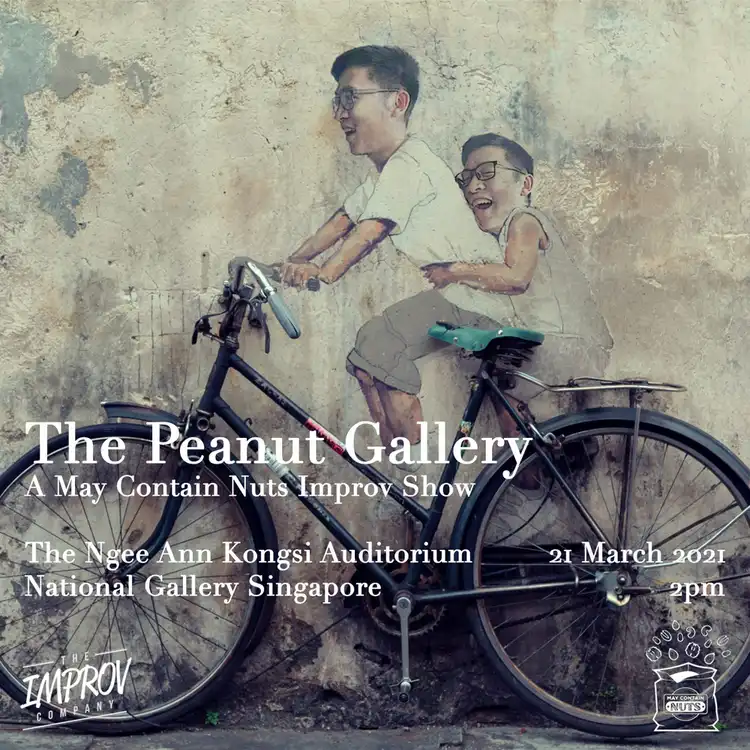 The Peanut Gallery
A May Contain Nuts Improv Show
The Ngee Ann Kongsi Auditorium
21 March 2021
National Gallery Singapore
2pm
THE
IMPROV
COMPANY
MAY CONTAIN
NUTS